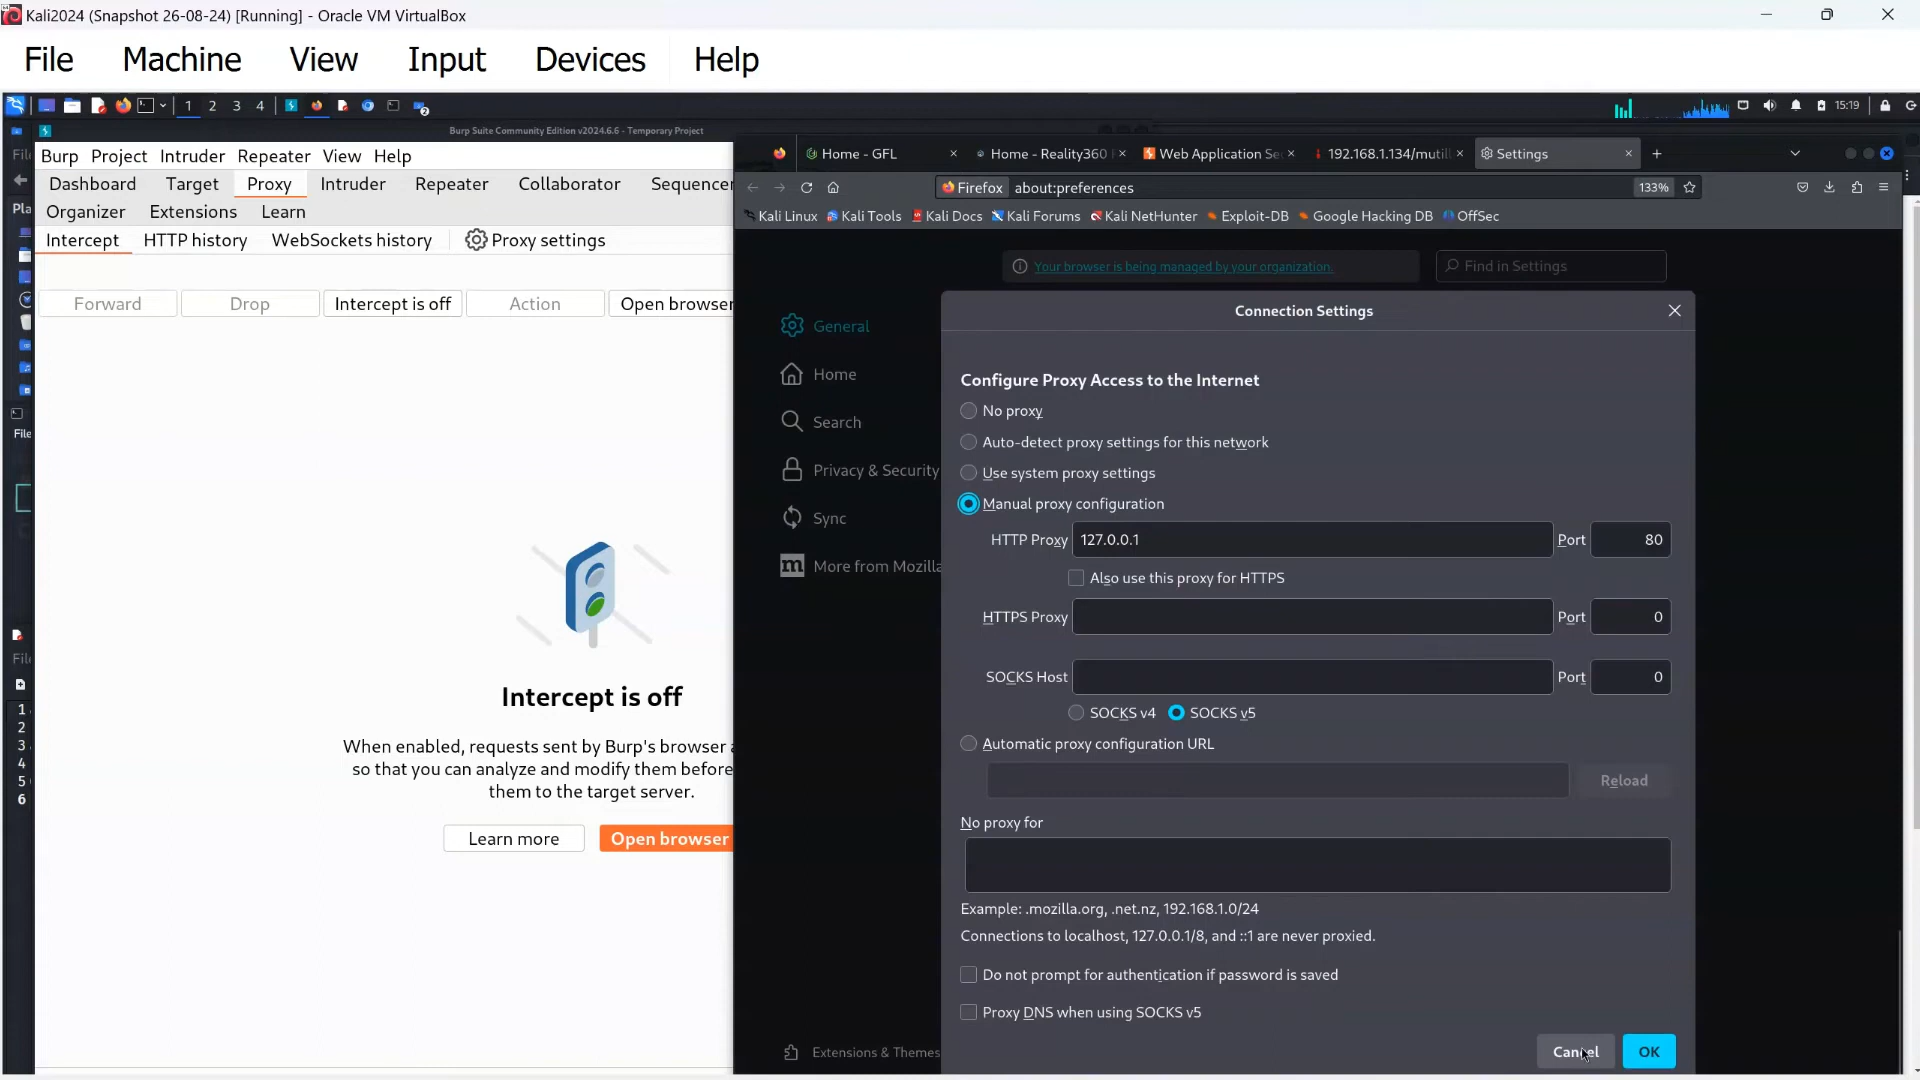 Kali2024 (Snapshot 26-08-24) [Running] - Oracle VM VirtualBox
File Machine View Input Devices Help
1 2 3 4
2
15:19
Burp Suite Community Edition v2024.6.6 - Temporary Project
Burp Project Intruder Repeater View Help
Dashboard Target Proxy Intruder Repeater Collaborator Sequencer
Organizer Extensions Learn
Intercept HTTP history WebSockets history Proxy settings
Forward Drop Intercept is off Action Open browser
Intercept is off
When enabled, requests sent by Burp's browser
so that you can analyze and modify them before
them to the target server.
Learn more Open browser
File
1
2
3
4
5
6
Home - GFL
Home - Reality360
Web Application Se
192.168.1.134/mutill
Settings
Firefox about:preferences 133%
Kali Linux Kali Tools Kali Docs Kali Forums Kali NetHunter Exploit-DB Google Hacking DB OffSec
Your browser is being managed by your organization.
Find in Settings
General
Home
Search
Privacy & Security
Sync
More from Mozilla
Extensions & Themes
Connection Settings
Configure Proxy Access to the Internet
No proxy
Auto-detect proxy settings for this network
Use system proxy settings
Manual proxy configuration
HTTP Proxy 127.0.0.1 Port 80
Also use this proxy for HTTPS
HTTPS Proxy Port 0
SOCKS Host Port 0
SOCKS v4 SOCKS v5
Automatic proxy configuration URL
Reload
No proxy for
Example: .mozilla.org, .net.nz, 192.168.1.0/24
Connections to localhost, 127.0.0.1/8, and ::1 are never proxied.
Do not prompt for authentication if password is saved
Proxy DNS when using SOCKS v5
Cancel OK